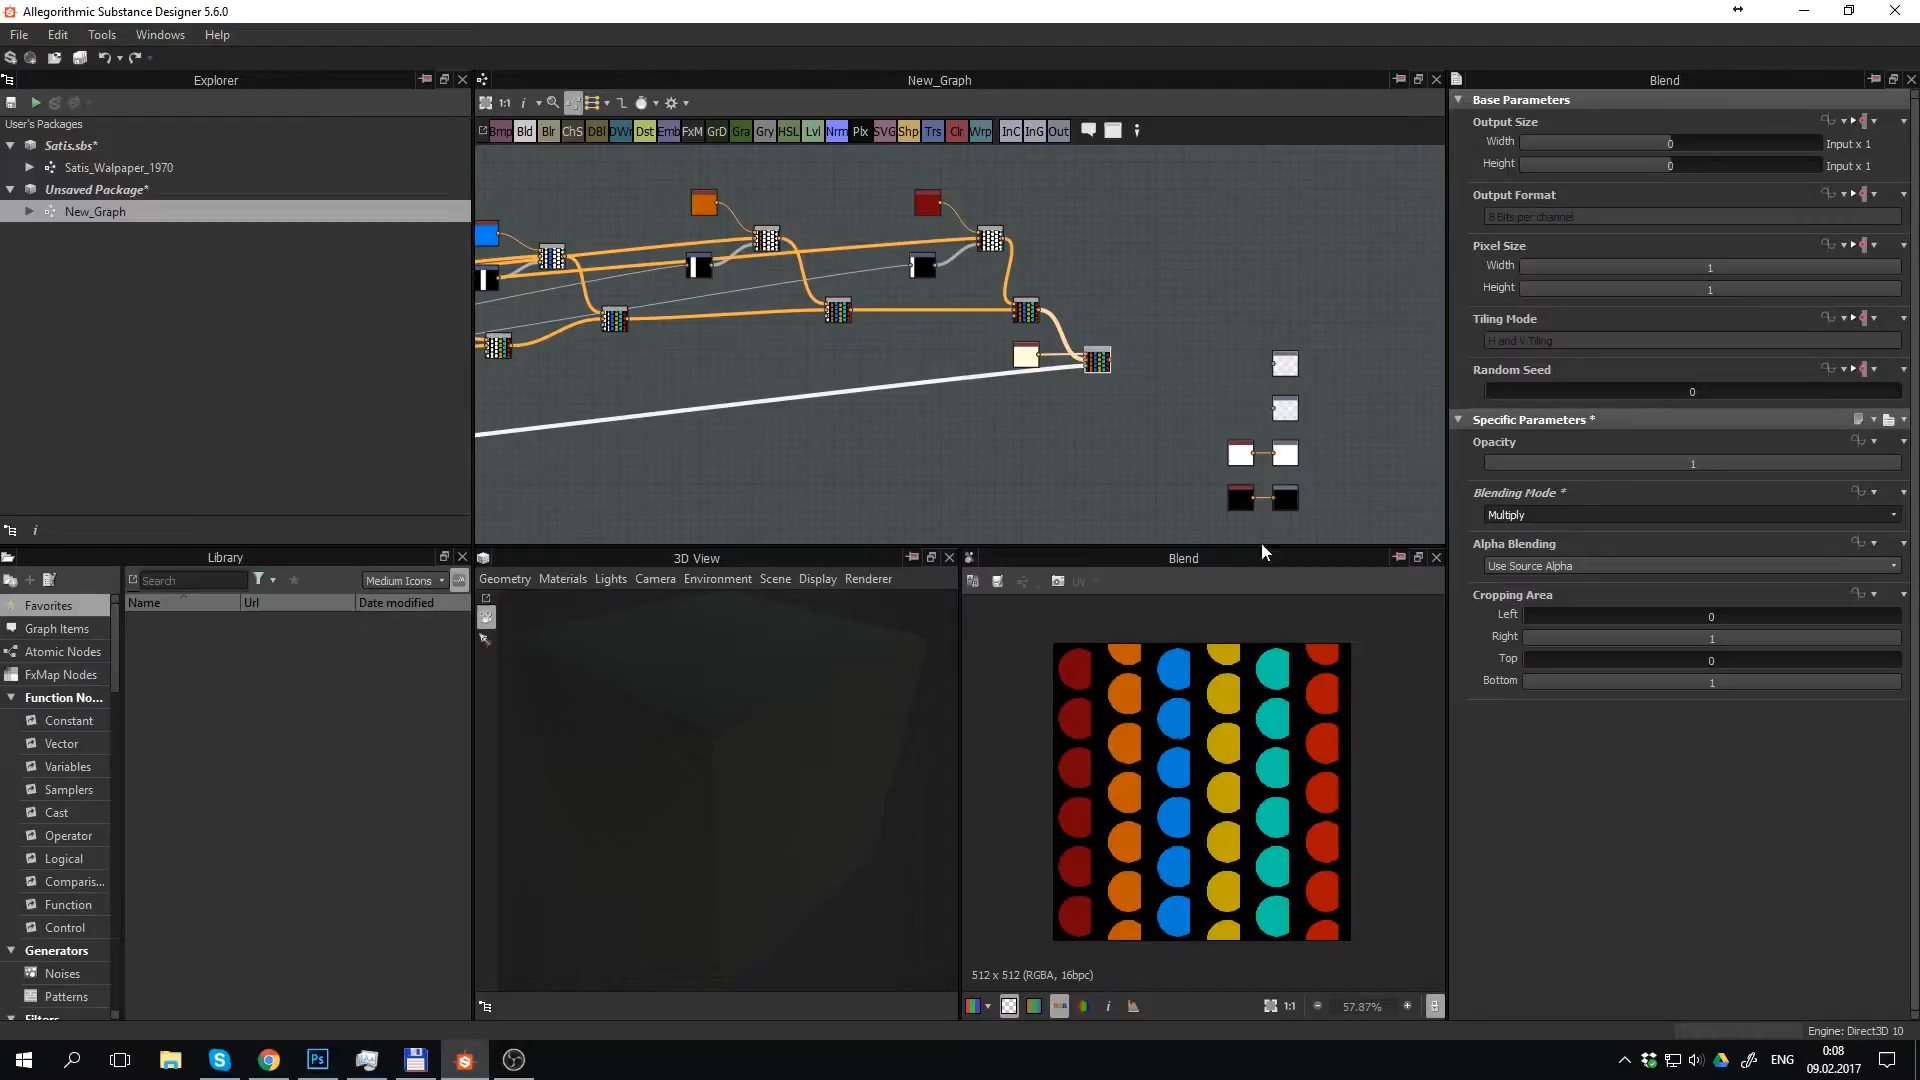 Allegorithmic Substance Designer 5.6.0
File Edit Tools Windows Help
Explorer
User's Packages
Satis.sbs*
Satis_Walpaper_1970
Unsaved Package*
New_Graph
New_Graph
1:1 i
Bmp Bld Blr ChS DBl DWr Dst Emb FxM GrD Gra Gry HSL Lvl Nrm Plx SVG Shp Trs Clr Wrp InC InG Out
Blend
Base Parameters
Output Size
Width 0 Input x 1
Height 0 Input x 1
Output Format
8 Bits per channel
Pixel Size
Width 1
Height 1
Tiling Mode
H and V Tiling
Random Seed
0
Specific Parameters *
Opacity
1
Blending Mode *
Multiply
Alpha Blending
Use Source Alpha
Cropping Area
Left 0
Right 1
Top 0
Bottom 1
i
Library
Search
Medium Icons
Name Url Date modified
Favorites
Graph Items
Atomic Nodes
FxMap Nodes
Function No...
Constant
Vector
Variables
Samplers
Cast
Operator
Logical
Comparis...
Function
Control
Generators
Noises
Patterns
Filters
3D View
Geometry Materials Lights Camera Environment Scene Display Renderer
Blend
UV
512 x 512 (RGBA, 16bpc)
i 1:1 57.87%
Engine: Direct3D 10
Ps
ENG
0:08
09.02.2017